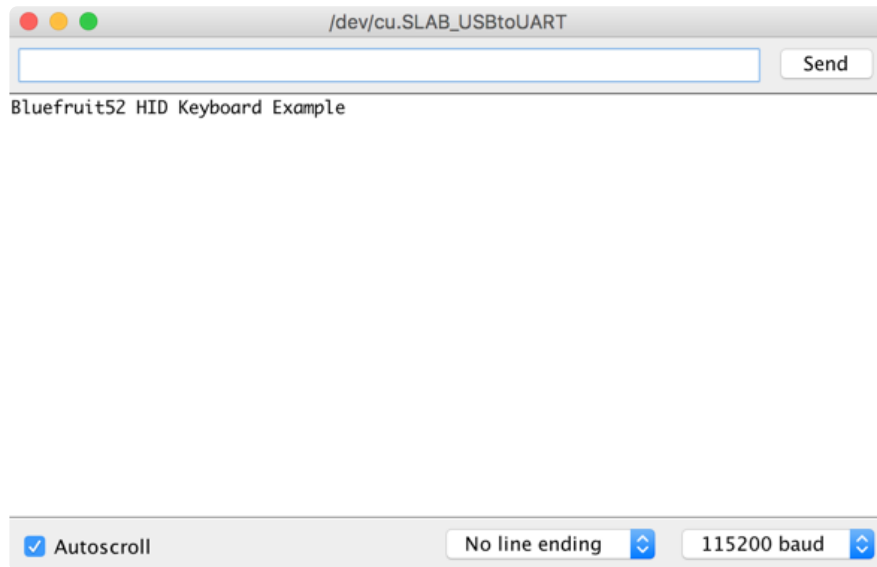 /dev/cu.SLAB_USBtoUART
Send
Bluefruit52 HID Keyboard Example
Autoscroll
No line ending
115200 baud